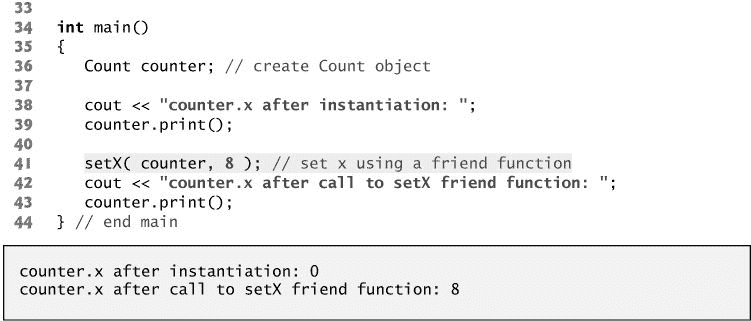 33
34 int main()
35 {
36 Count counter; // create Count object
37
38 cout << "counter.x after instantiation: ";
39 counter.print();
40
41 setX( counter, 8 ); // set x using a friend function
42 cout << "counter.x after call to setX friend function: ";
43 counter.print();
44 } // end main
counter.x after instantiation: 0
counter.x after call to setX friend function: 8